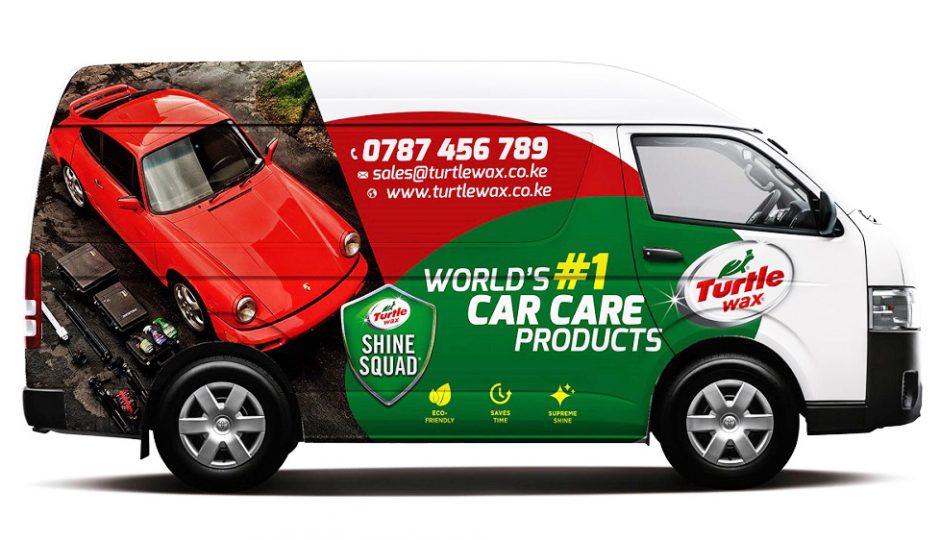 0787 456 789
sales@turtlewax.co.ke
www.turtlewax.co.ke
WORLD'S #1
CAR CARE
PRODUCTS
Turtle
wax
Turtle
wax
SHINE
SQUAD
ECO-
FRIENDLY
SAVES
TIME
SUPREME
SHINE